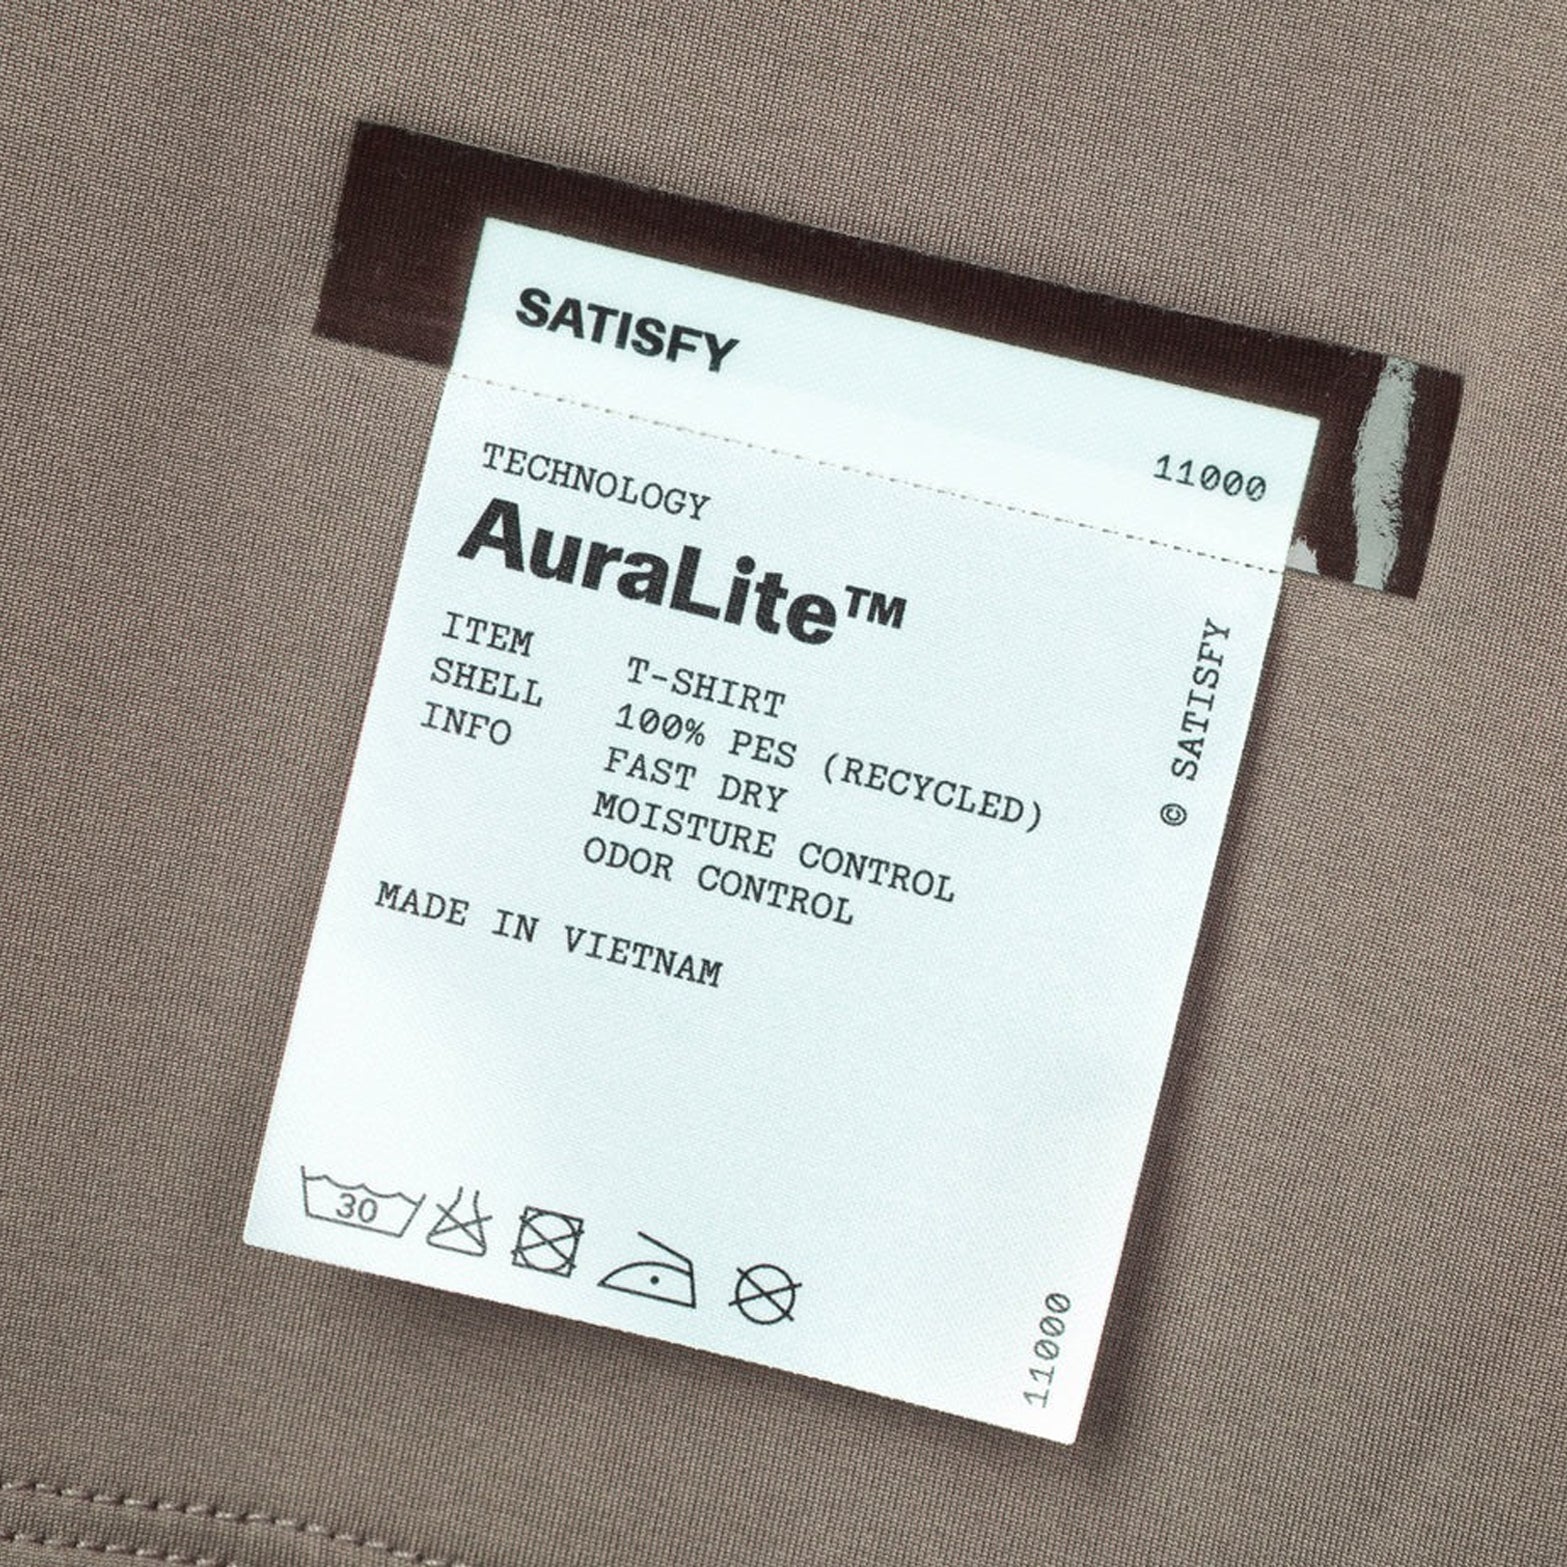 SATISFY
11000
TECHNOLOGY
AuraLite™
ITEM T-SHIRT
SHELL 100% PES (RECYCLED)
INFO FAST DRY
MOISTURE CONTROL
ODOR CONTROL
MADE IN VIETNAM
© SATISFY
30
11000